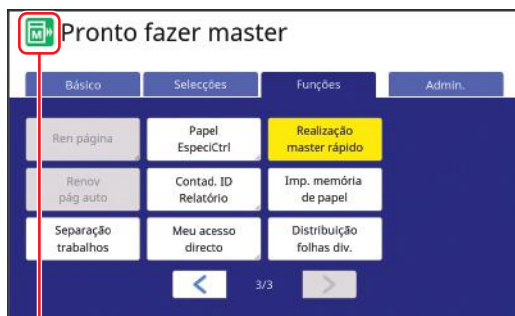 M
Pronto fazer master
Básico
Selecções
Funções
Admin.
Ren página
Papel
EspeciCtrl
Realização
master rápido
Renov
pág auto
Contad. ID
Relatório
Imp. memória
de papel
Separação
trabalhos
Meu acesso
directo
Distribuição
folhas div.
3/3